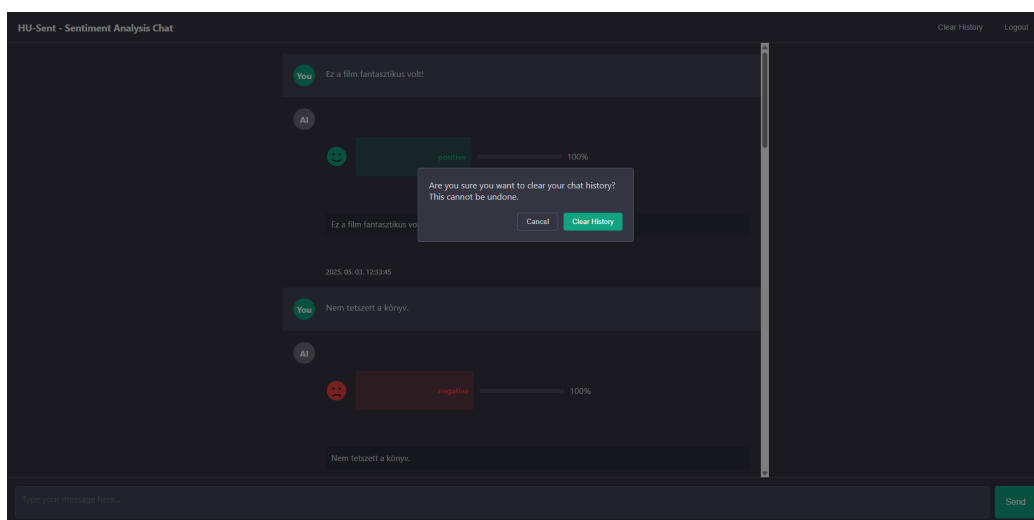 HU-Sent - Sentiment Analysis Chat
Clear History
Logout
You
Ez a film fantasztikus volt!
AI
positive
100%
Are you sure you want to clear your chat history?
This cannot be undone.
Cancel
Clear History
Ez a film fantasztikus vo
2025. 05. 03. 12:33:45
You
Nem tetszett a könyv.
AI
negative
100%
Nem tetszett a könyv.
Type your message here...
Send